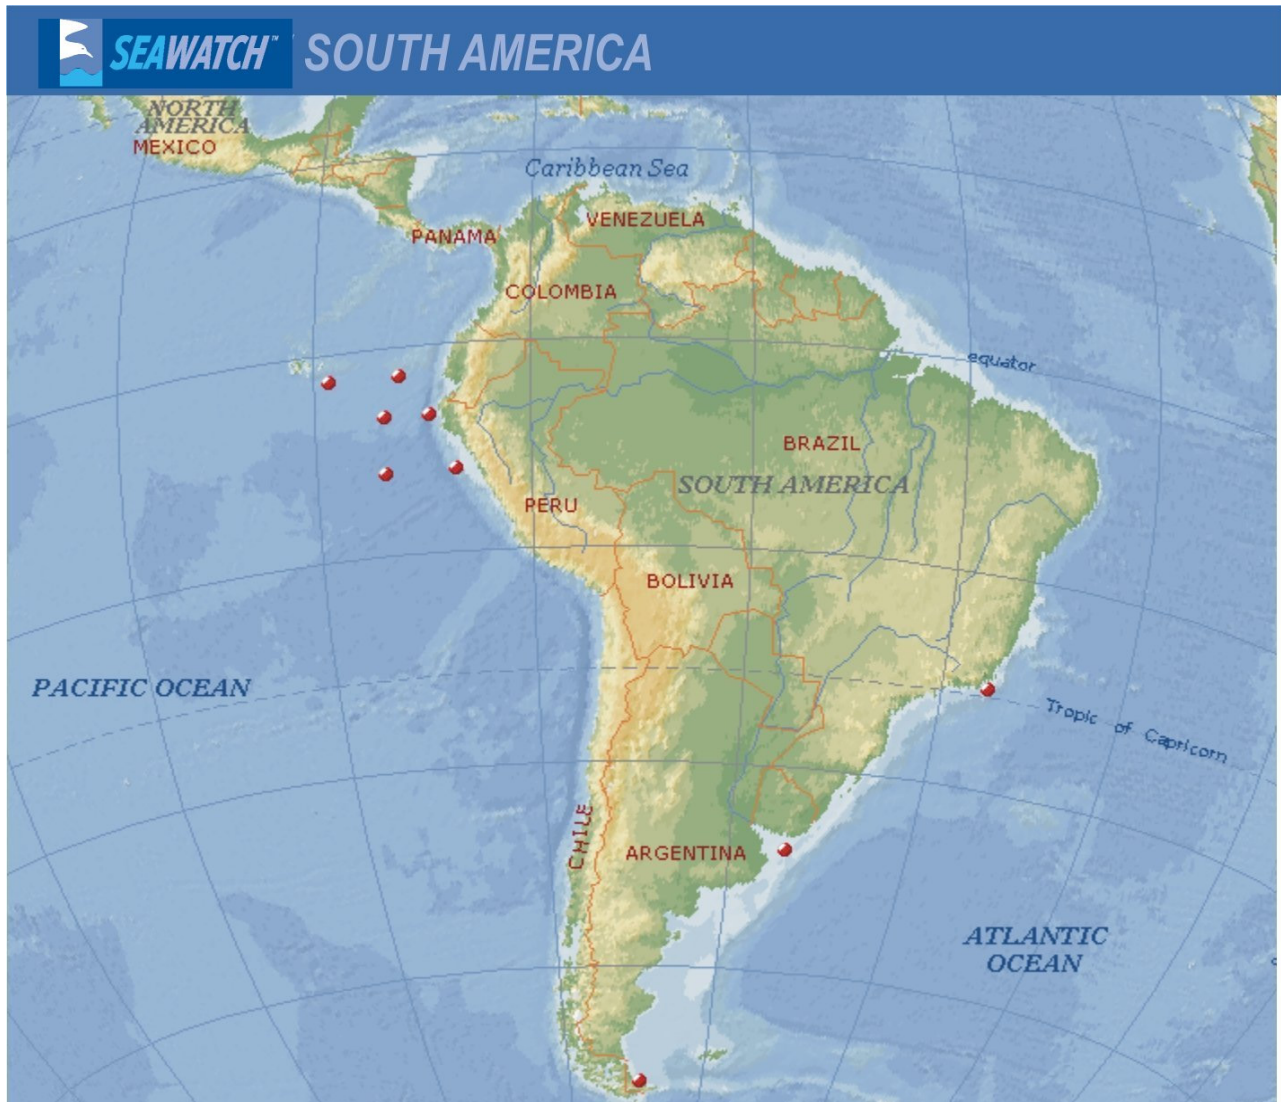 SEAWATCH™ SOUTH AMERICA
NORTH
AMERICA
MEXICO
Caribbean Sea
VENEZUELA
PANAMA
COLOMBIA
equator
BRAZIL
SOUTH AMERICA
PERU
BOLIVIA
PACIFIC OCEAN
Tropic of Capricorn
CHILE
ARGENTINA
ATLANTIC
OCEAN